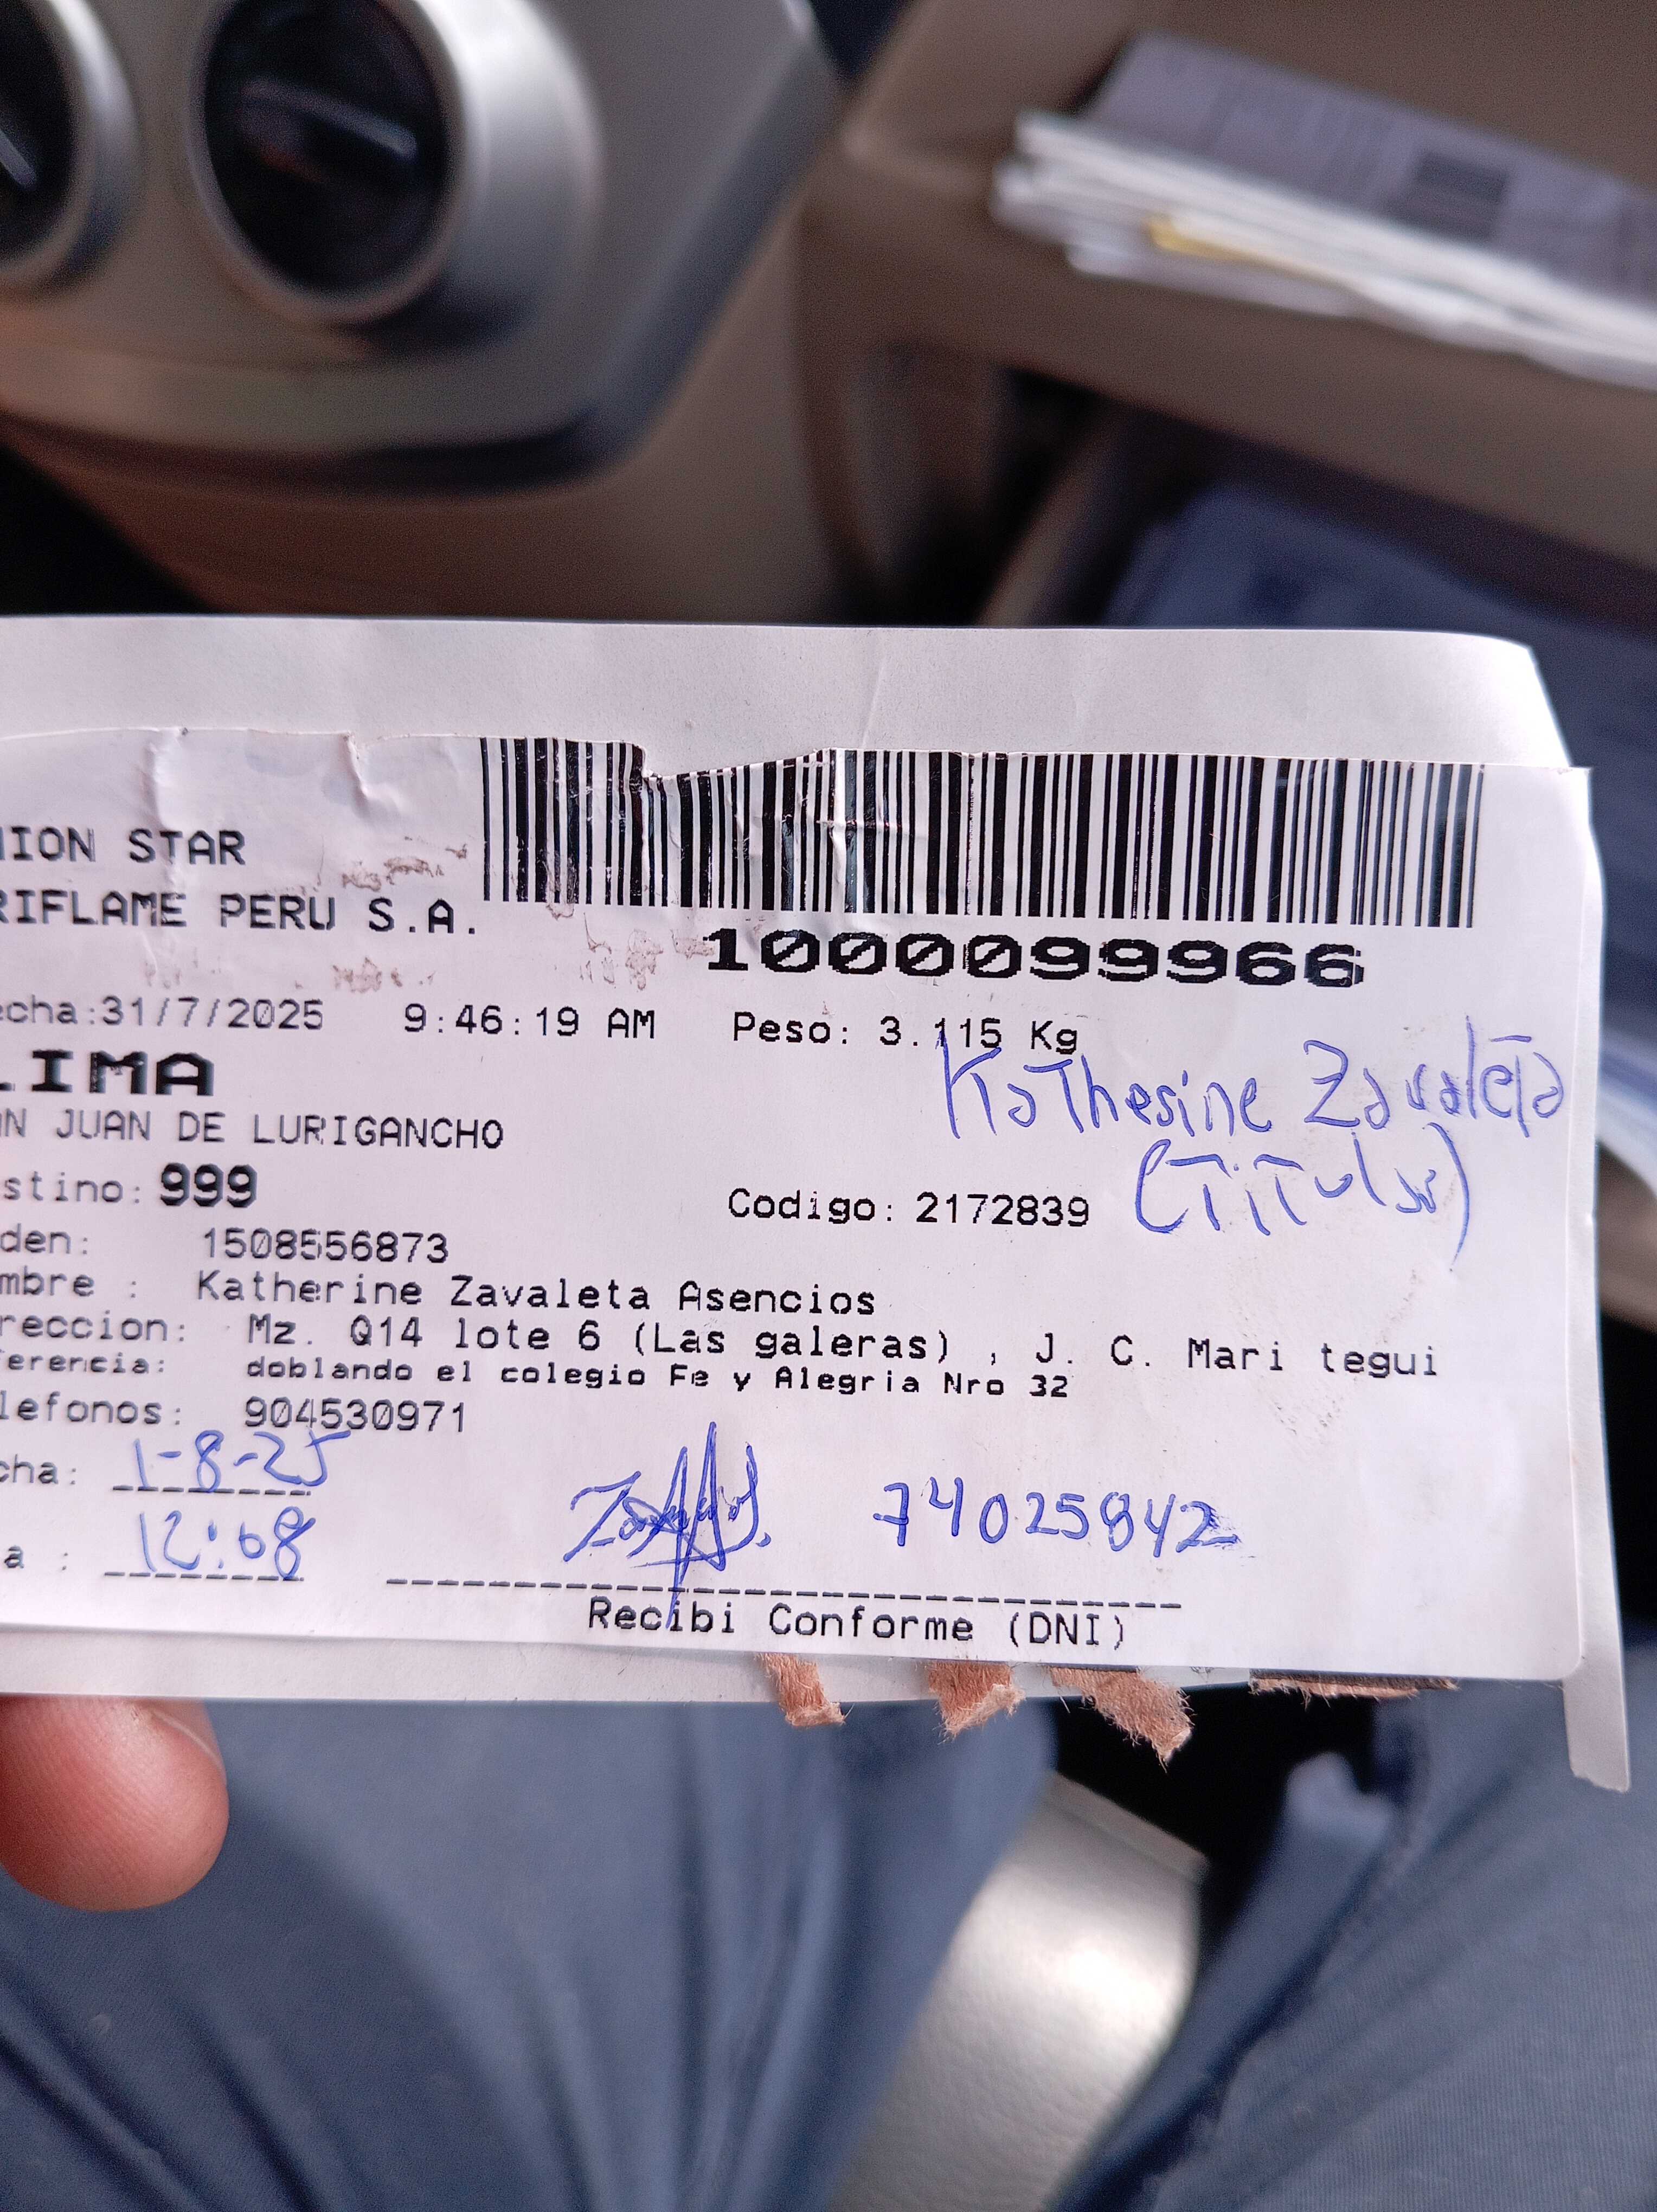 NION STAR
RIFLAME PERU S.A.
1000099966
echa:31/7/2025 9:46:19 AM Peso: 3.115 Kg
LIMA
Katherine Zavaleta
(Titular)
AN JUAN DE LURIGANCHO
stino: 999
Codigo: 2172839
den: 1508556873
mbre : Katherine Zavaleta Asencios
reccion: Mz. Q14 lote 6 (Las galeras) , J. C. Mari tegui
ferencia: doblando el colegio Fe y Alegria Nro 32
lefonos: 904530971
cha: 1-8-25
a : 12:08
74025842
Recibi Conforme (DNI)